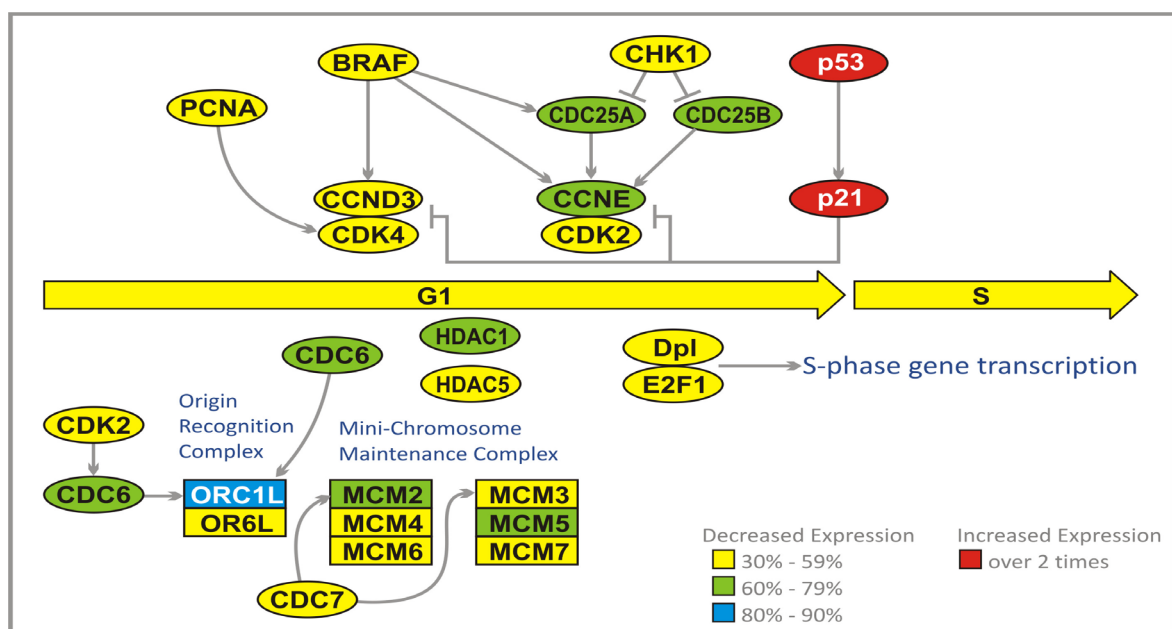 BRAF
CHK1
p53
PCNA
CDC25A
CDC25B
CCND3
CCNE
p21
CDK4
CDK2
G1
S
HDAC1
CDC6
Dpl
S-phase gene transcription
HDAC5
E2F1
Origin
Recognition
Complex
CDK2
Mini-Chromosome
Maintenance Complex
CDC6
ORC1L
OR6L
MCM2
MCM4
MCM6
MCM3
MCM5
MCM7
CDC7
Decreased Expression
30% - 59%
60% - 79%
80% - 90%
Increased Expression
over 2 times